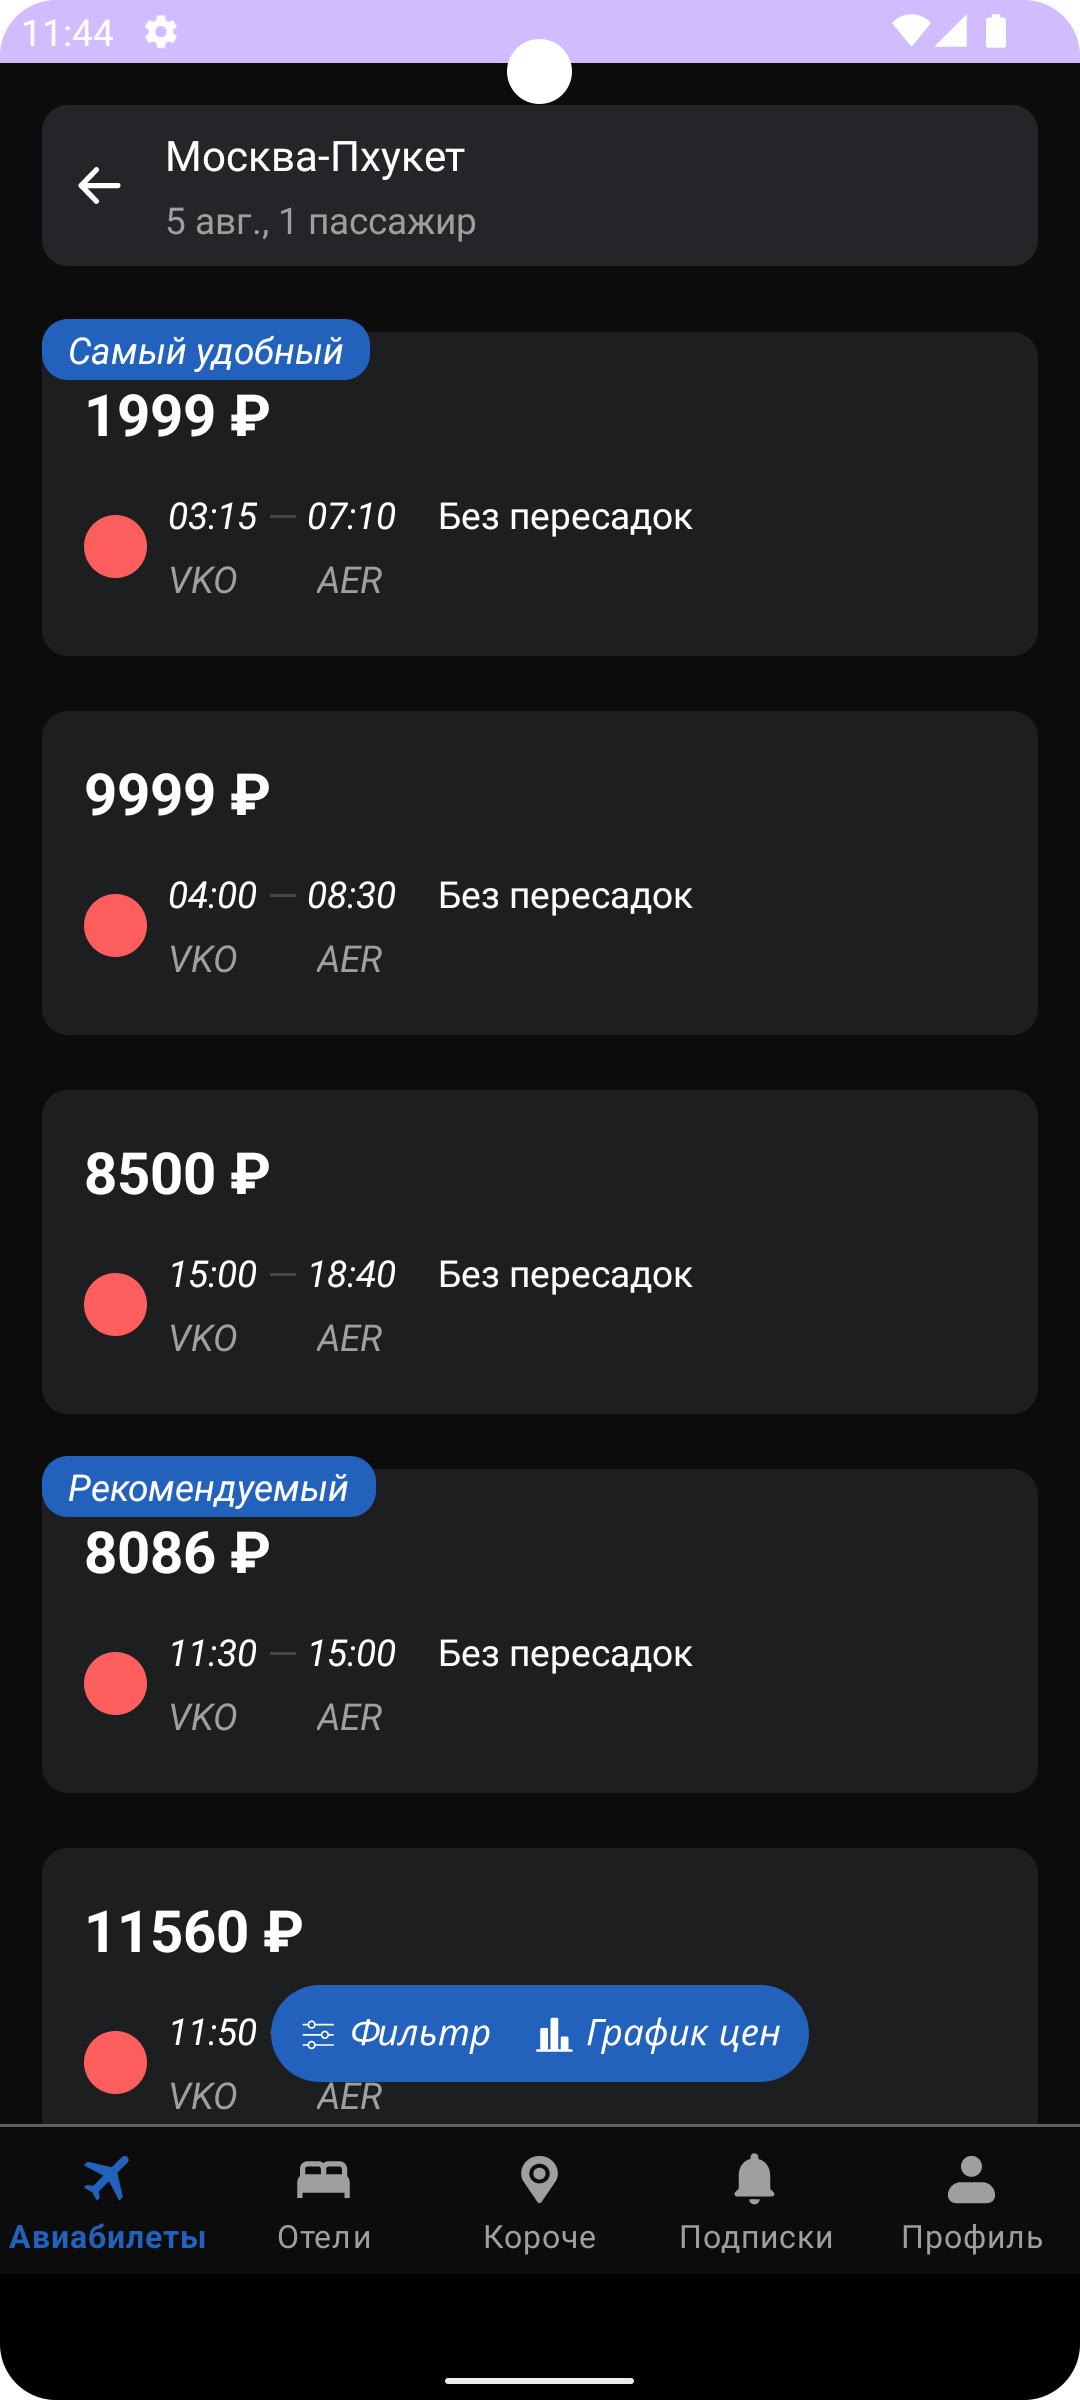 11:44
Москва-Пхукет
5 авг., 1 пассажир
Самый удобный
1999 ₽
03:15 — 07:10 Без пересадок
VKO AER
9999 ₽
04:00 — 08:30 Без пересадок
VKO AER
8500 ₽
15:00 — 18:40 Без пересадок
VKO AER
Рекомендуемый
8086 ₽
11:30 — 15:00 Без пересадок
VKO AER
11560 ₽
11:50
Фильтр График цен
VKO AER
Авиабилеты Отели Короче Подписки Профиль